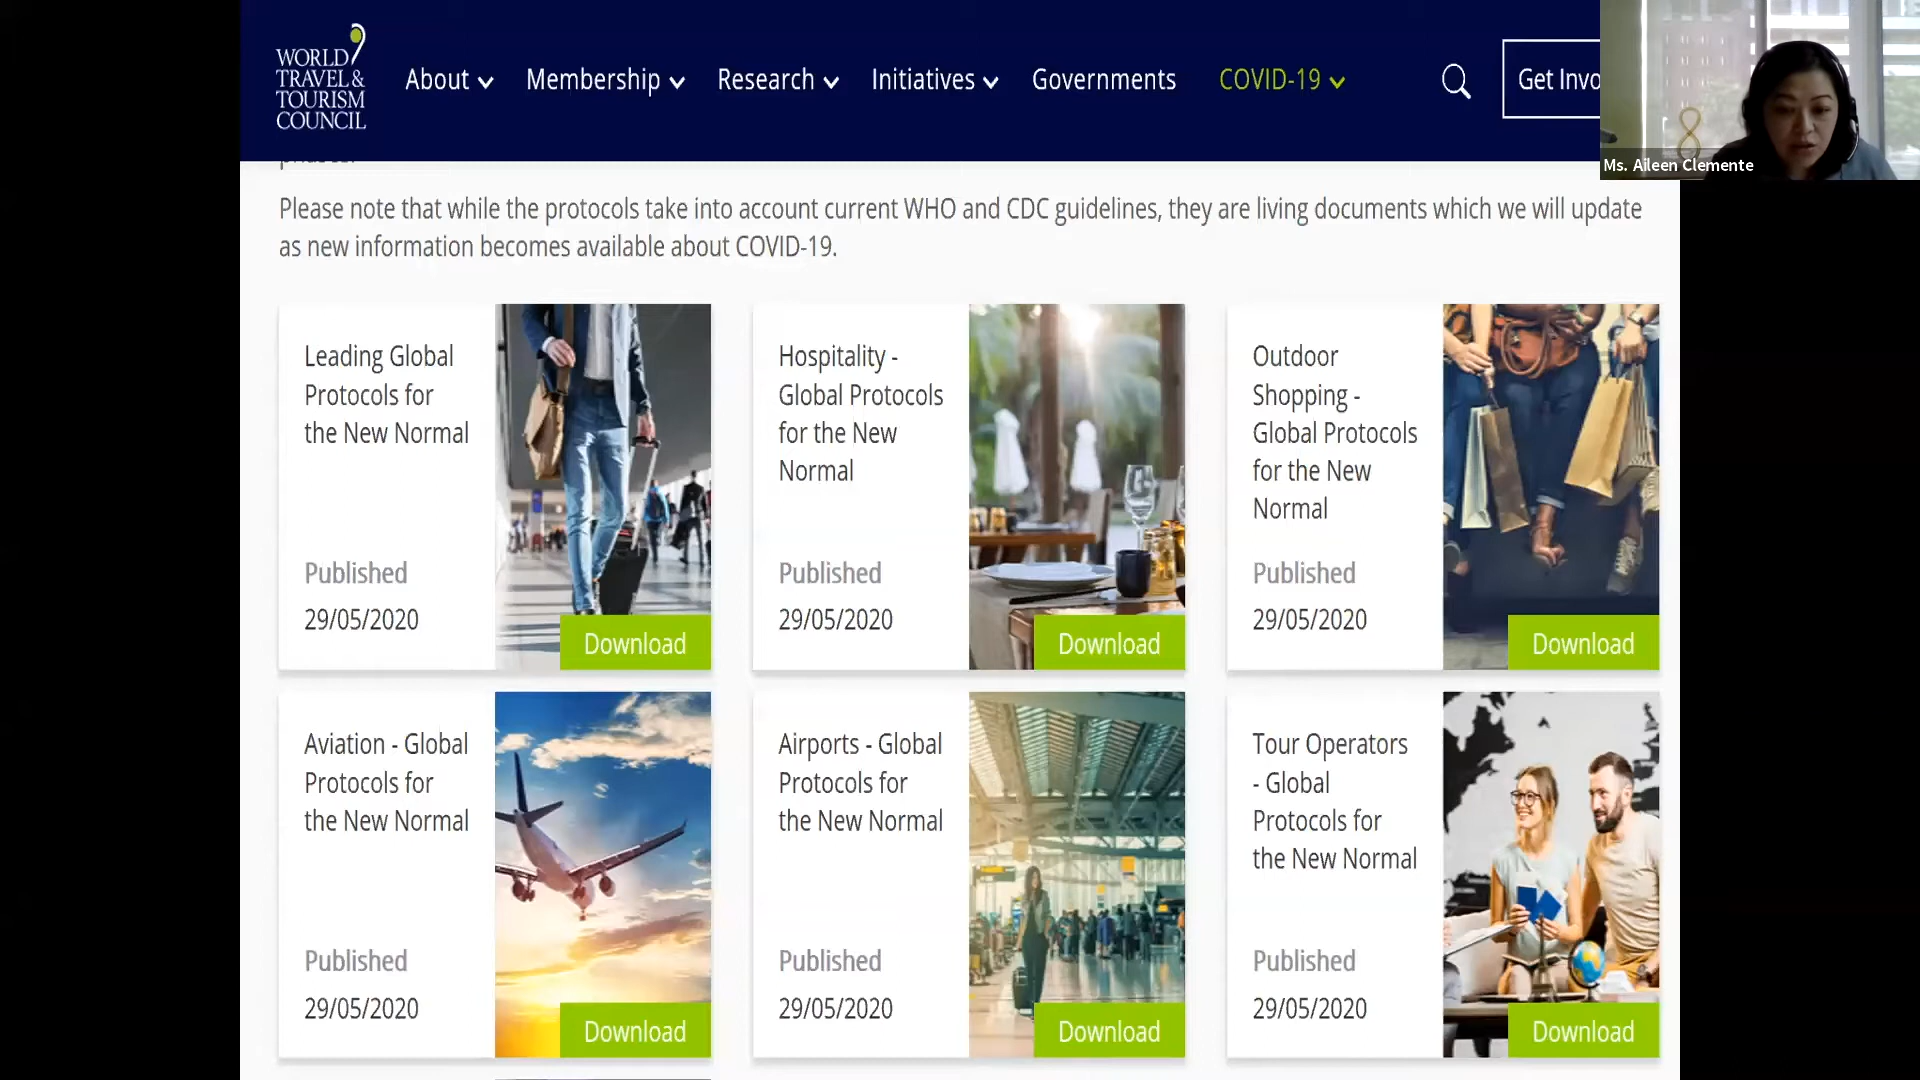 WORLD
TRAVEL &
TOURISM
COUNCIL
About
Membership
Research
Initiatives
Governments
COVID-19
Get Invo
Ms. Aileen Clemente
Please note that while the protocols take into account current WHO and CDC guidelines, they are living documents which we will update
as new information becomes available about COVID-19.
Leading Global
Protocols for
the New Normal
Published
29/05/2020
Download
Hospitality -
Global Protocols
for the New
Normal
Published
29/05/2020
Download
Outdoor
Shopping -
Global Protocols
for the New
Normal
Published
29/05/2020
Download
Aviation - Global
Protocols for
the New Normal
Published
29/05/2020
Download
Airports - Global
Protocols for
the New Normal
Published
29/05/2020
Download
Tour Operators
- Global
Protocols for
the New Normal
Published
29/05/2020
Download